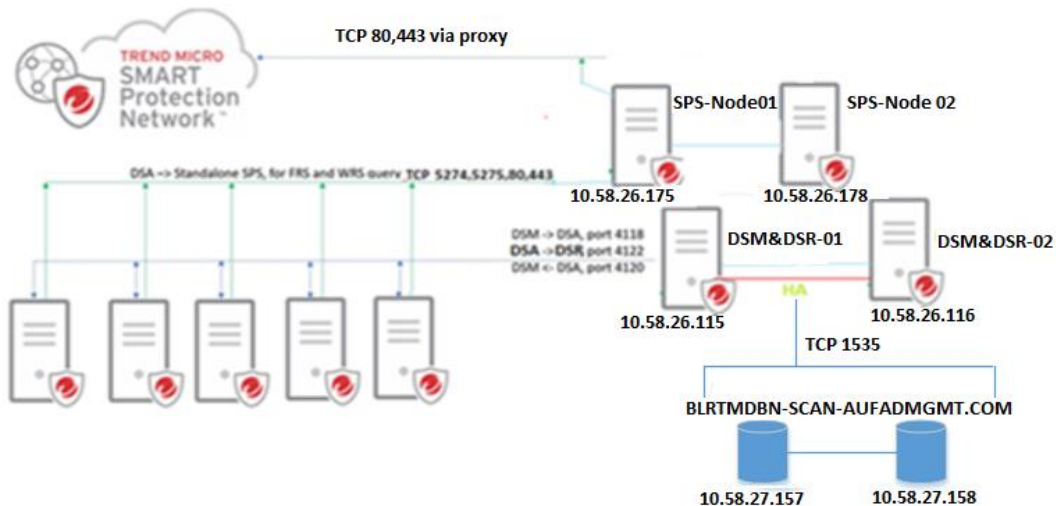 TCP 80,443 via proxy
TREND MICRO
SMART
Protection
Network™
SPS-Node01
SPS-Node 02
DSA –> Standalone SPS, for FRS and WRS query TCP 5274,5275,80,443
10.58.26.175
10.58.26.178
DSM -> DSA, port 4118
DSA ->DSR, port 4122
DSM <- DSA, port 4120
DSM&DSR-01
DSM&DSR-02
HA
10.58.26.115
10.58.26.116
TCP 1535
BLRTMDBN-SCAN-AUFADMGMT.COM
10.58.27.157
10.58.27.158